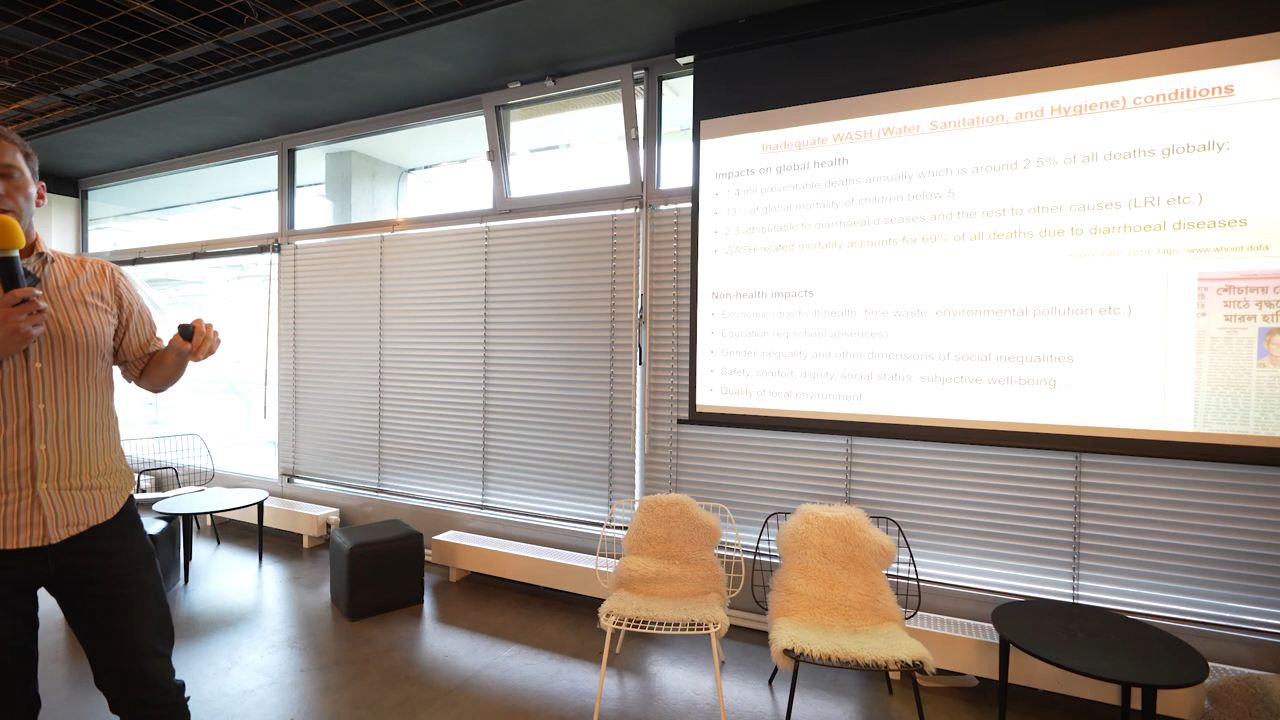 Inadequate WASH (Water, Sanitation, and Hygiene) conditions
Impacts on global health
• 1.4 mil preventable deaths annually which is around 2.5% of all deaths globally;
• 13% of global mortality of children below 5
• 2.3 attributable to diarrhoeal diseases and the rest to other causes (LRI etc.)
• WASH-related mortality accounts for 69% of all deaths due to diarrhoeal diseases
https://www.whoint.data/
Non-health impacts
• Economic (due to ill-health, time waste, environmental pollution etc.)
• Education (eg school absences)
• Gender inequality and other dimensions of social inequalities
• Safety, comfort, dignity, social status, subjective well-being...
• Quality of local environment
শৌচালয়
মাঠে বৃদ্ধ
মারল হাতি